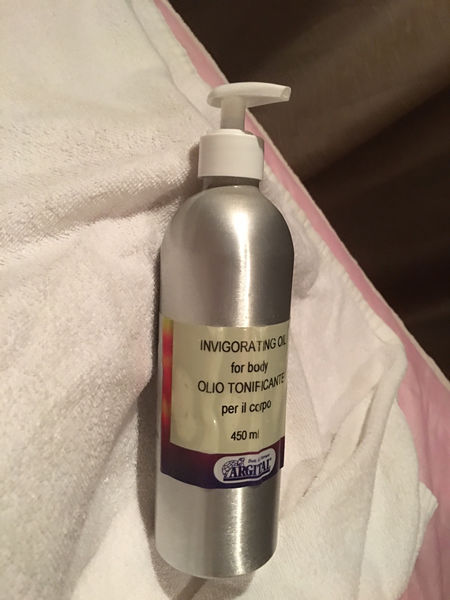 INVIGORATING OIL
for body
OLIO TONIFICANTE
per il corpo
450 ml
ARGITAL